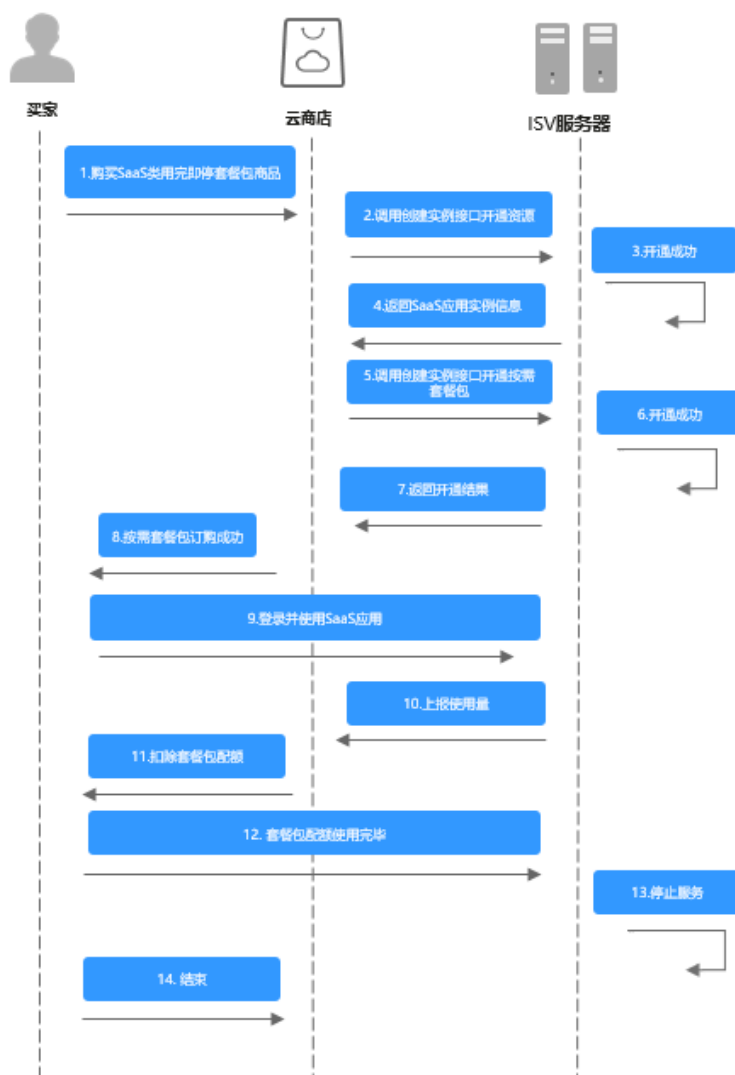 买家
云商店
ISV服务器
1.购买SaaS类用完即停套餐包商品
2.调用创建实例接口开通资源
3.开通成功
4.返回SaaS应用实例信息
5.调用创建实例接口开通按需
套餐包
6.开通成功
7.返回开通结果
8.按需套餐包订购成功
9.登录并使用SaaS应用
10.上报使用量
11.扣除套餐包配额
12. 套餐包配额使用完毕
13.停止服务
14. 结束